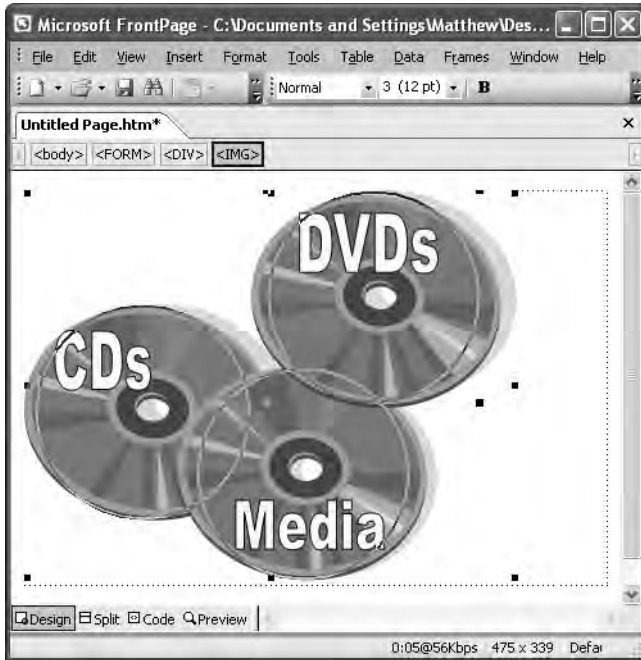 Microsoft FrontPage - C:\Documents and Settings\Matthew\Des...
File Edit View Insert Format Tools Table Data Frames Window Help
Normal 3 (12 pt) B
Untitled Page.htm*
<body> <FORM> <DIV> <IMG>
DVDs
CDs
Media
Design Split Code Preview
0:05@56Kbps 475 x 339 Defau